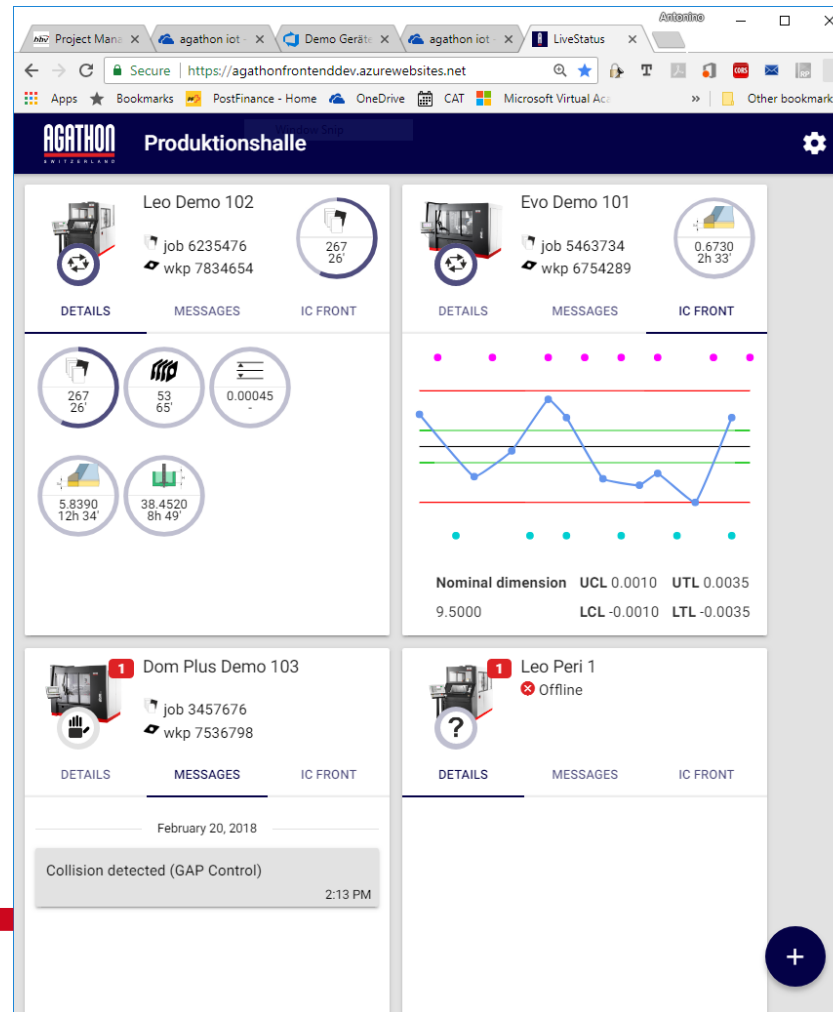 Antonino
hbv Project Mana
agathon iot -
Demo Geräte
agathon iot -
LiveStatus
Secure | https://agathonfrontenddev.azurewebsites.net
T
CORS
RP
Apps Bookmarks PostFinance - Home OneDrive CAT Microsoft Virtual Aca » Other bookmark
AGATHON
SWITZERLAND
Produktionshalle
Window Snip
Leo Demo 102
job 6235476
wkp 7834654
267
26'
DETAILS MESSAGES IC FRONT
267
26'
53
65'
0.00045
-
5.8390
12h 34'
38.4520
8h 49'
Evo Demo 101
job 5463734
wkp 6754289
0.6730
2h 33'
DETAILS MESSAGES IC FRONT
Nominal dimension UCL 0.0010 UTL 0.0035
9.5000 LCL -0.0010 LTL -0.0035
1
Dom Plus Demo 103
job 3457676
wkp 7536798
DETAILS MESSAGES IC FRONT
February 20, 2018
Collision detected (GAP Control)
2:13 PM
1
Leo Peri 1
Offline
?
DETAILS MESSAGES IC FRONT
+